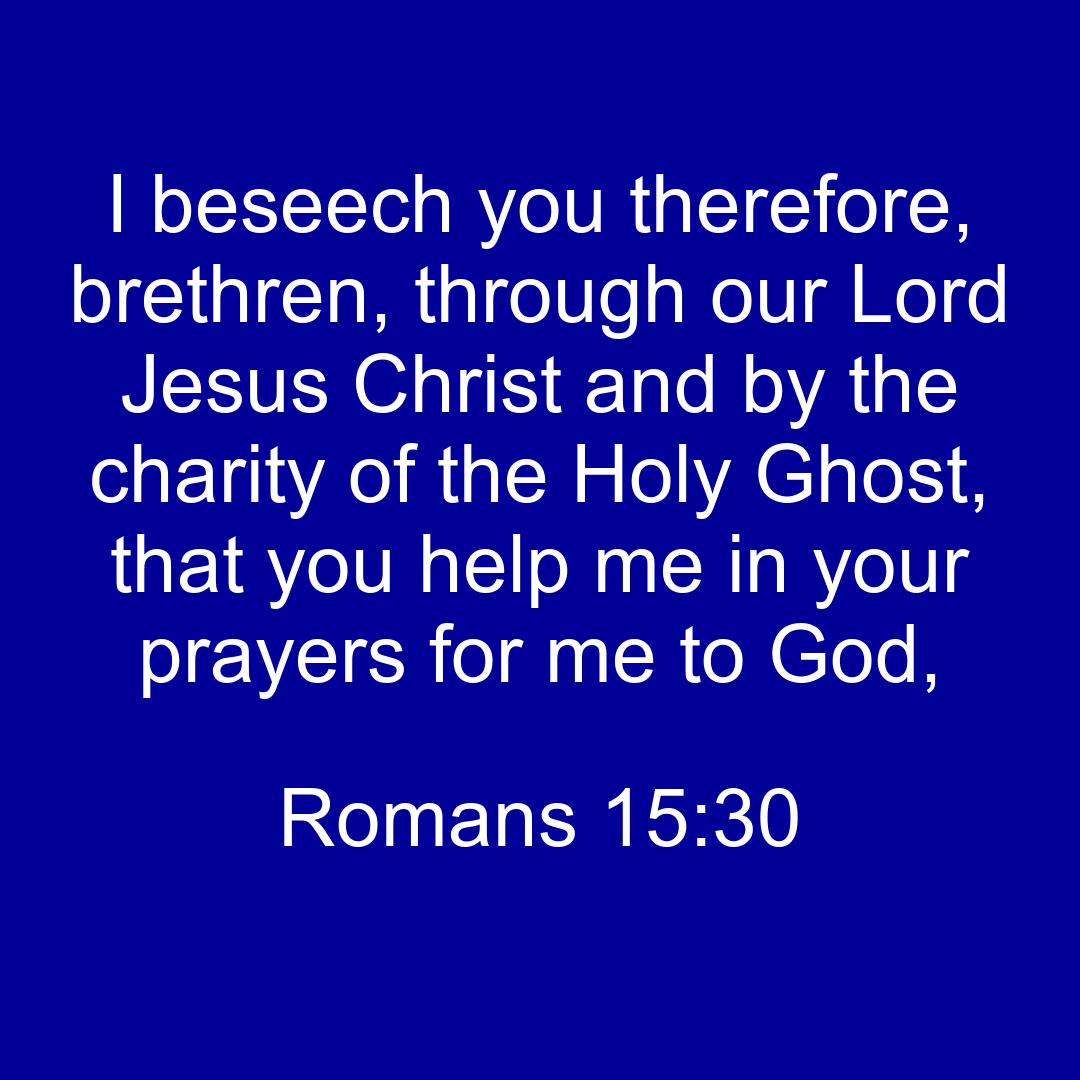 I beseech you therefore,
brethren, through our Lord
Jesus Christ and by the
charity of the Holy Ghost,
that you help me in your
prayers for me to God,
Romans 15:30